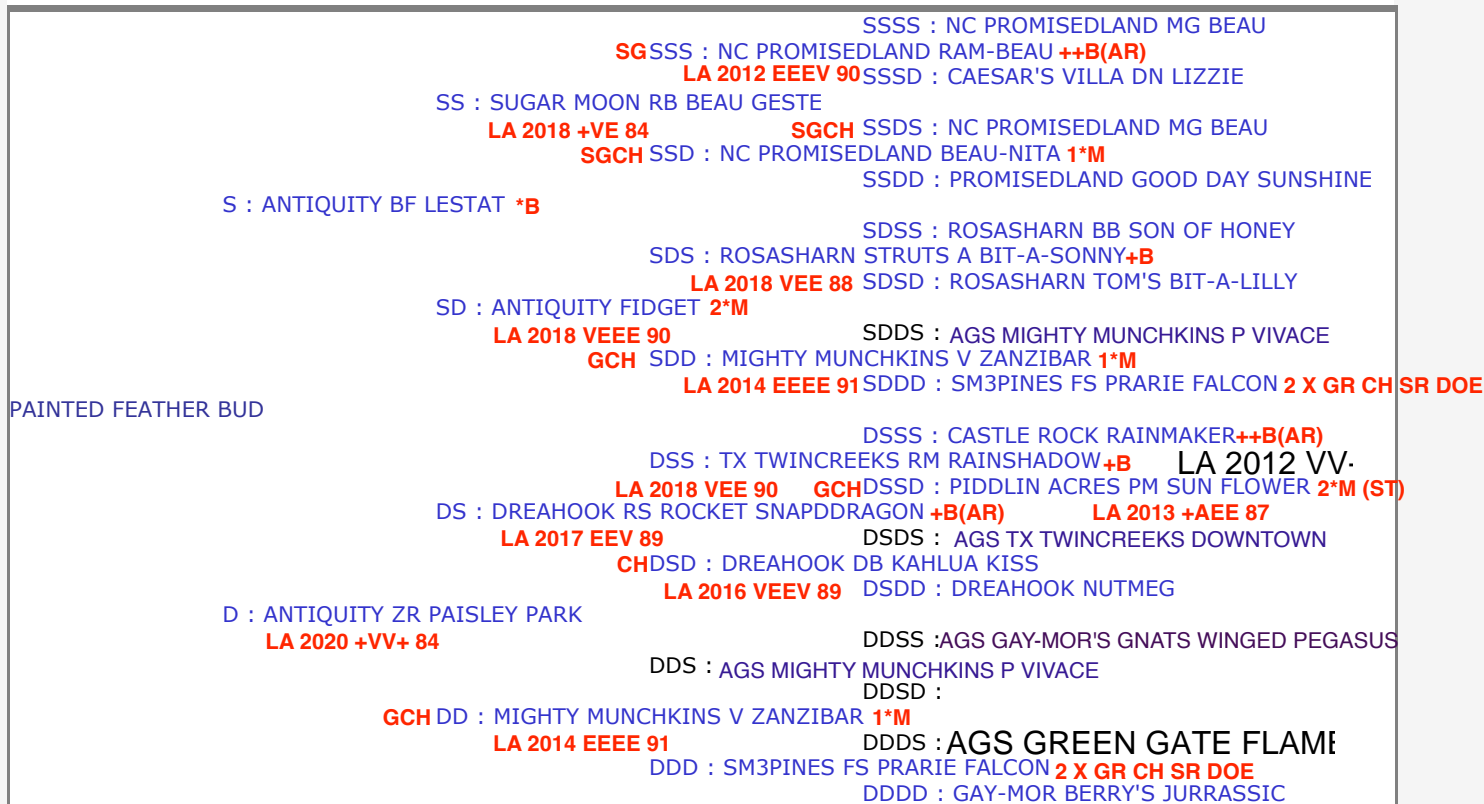 SSSS : NC PROMISEDLAND MG BEAU
SG SSS : NC PROMISEDLAND RAM-BEAU ++B(AR)
LA 2012 EEEV 90 SSSD : CAESAR'S VILLA DN LIZZIE
SS : SUGAR MOON RB BEAU GESTE
LA 2018 +VE 84 SGCH SSDS : NC PROMISEDLAND MG BEAU
SGCH SSD : NC PROMISEDLAND BEAU-NITA 1*M
SSDD : PROMISEDLAND GOOD DAY SUNSHINE
S : ANTIQUITY BF LESTAT *B
SDSS : ROSASHARN BB SON OF HONEY
SDS : ROSASHARN STRUTS A BIT-A-SONNY+B
LA 2018 VEE 88 SDSD : ROSASHARN TOM'S BIT-A-LILLY
SD : ANTIQUITY FIDGET 2*M
LA 2018 VEEE 90 SDDS : AGS MIGHTY MUNCHKINS P VIVACE
GCH SDD : MIGHTY MUNCHKINS V ZANZIBAR 1*M
LA 2014 EEEE 91 SDDD : SM3PINES FS PRARIE FALCON 2 X GR CH SR DOE
PAINTED FEATHER BUD
DSSS : CASTLE ROCK RAINMAKER++B(AR)
DSS : TX TWINCREEKS RM RAINSHADOW+B LA 2012 VV-
LA 2018 VEE 90 GCH DSSD : PIDDLIN ACRES PM SUN FLOWER 2*M (ST)
DS : DREAHOOK RS ROCKET SNAPDDRAGON +B(AR) LA 2013 +AEE 87
LA 2017 EEV 89 DSDS : AGS TX TWINCREEKS DOWNTOWN
CH DSD : DREAHOOK DB KAHLUA KISS
LA 2016 VEEV 89 DSDD : DREAHOOK NUTMEG
D : ANTIQUITY ZR PAISLEY PARK
LA 2020 +VV+ 84 DDSS :AGS GAY-MOR'S GNATS WINGED PEGASUS
DDS : AGS MIGHTY MUNCHKINS P VIVACE
DDSD :
GCH DD : MIGHTY MUNCHKINS V ZANZIBAR 1*M
LA 2014 EEEE 91 DDDS : AGS GREEN GATE FLAME
DDD : SM3PINES FS PRARIE FALCON 2 X GR CH SR DOE
DDDD : GAY-MOR BERRY'S JURRASSIC